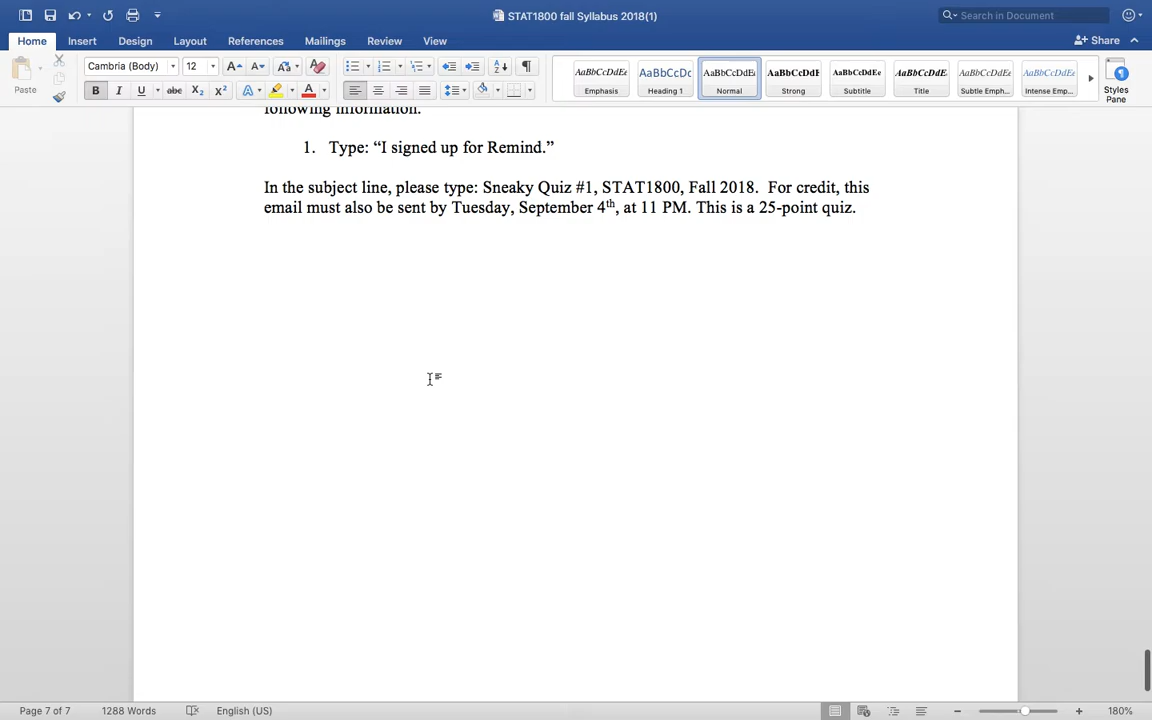 STAT1800 fall Syllabus 2018(1)
Search in Document
Home Insert Design Layout References Mailings Review View
Share
Paste
Cambria (Body) 12
B I U abc X₂ X²
AaBbCcDdEe AaBbCcDc AaBbCcDdEe AaBbCcDdE AaBbCcDdEe AaBbCcDdE AaBbCcDdEe AaBbCcDdEe
Emphasis Heading 1 Normal Strong Subtitle Title Subtle Emph... Intense Emp...
Styles
Pane
following information.
1. Type: “I signed up for Remind.”
In the subject line, please type: Sneaky Quiz #1, STAT1800, Fall 2018. For credit, this
email must also be sent by Tuesday, September 4th, at 11 PM. This is a 25-point quiz.
Page 7 of 7 1288 Words English (US) 180%